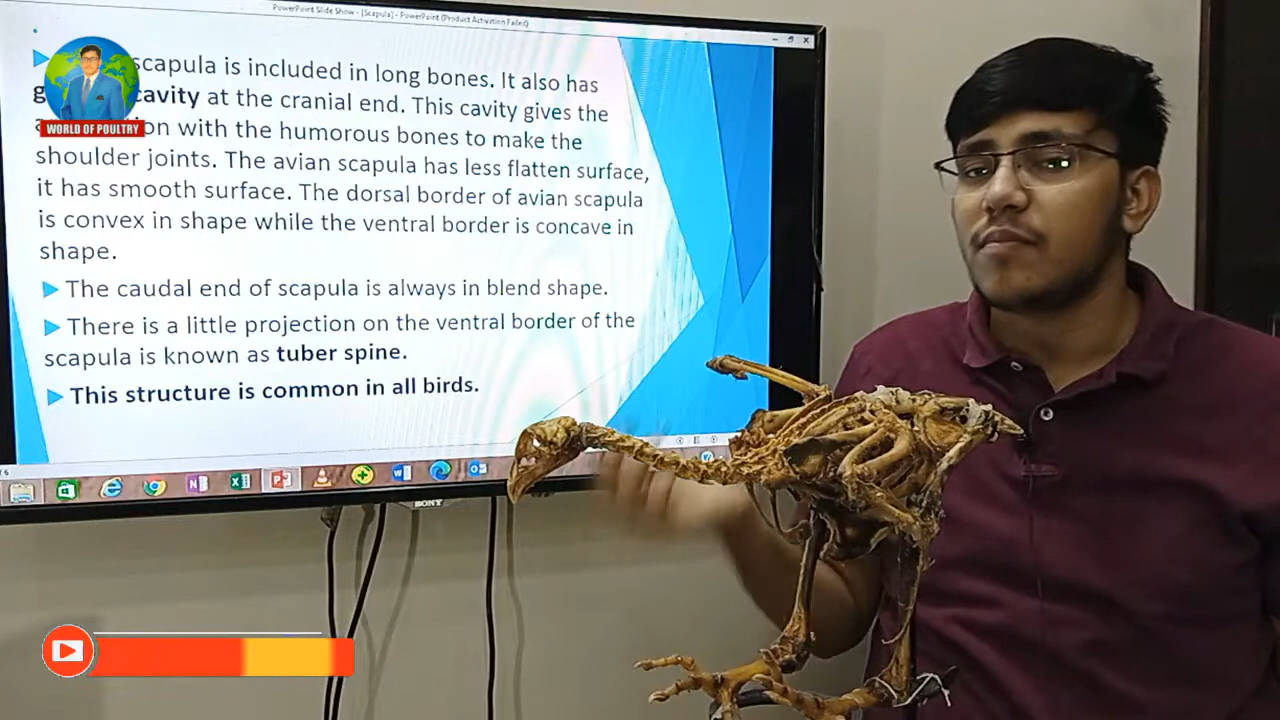 PowerPoint Slide Show - [Scapula] - PowerPoint (Product Activation Failed)
scapula is included in long bones. It also has
cavity at the cranial end. This cavity gives the
with the humorous bones to make the
shoulder joints. The avian scapula has less flatten surface,
it has smooth surface. The dorsal border of avian scapula
is convex in shape while the ventral border is concave in
shape.
The caudal end of scapula is always in blend shape.
There is a little projection on the ventral border of the
scapula is known as tuber spine.
This structure is common in all birds.
WORLD OF POULTRY
SONY